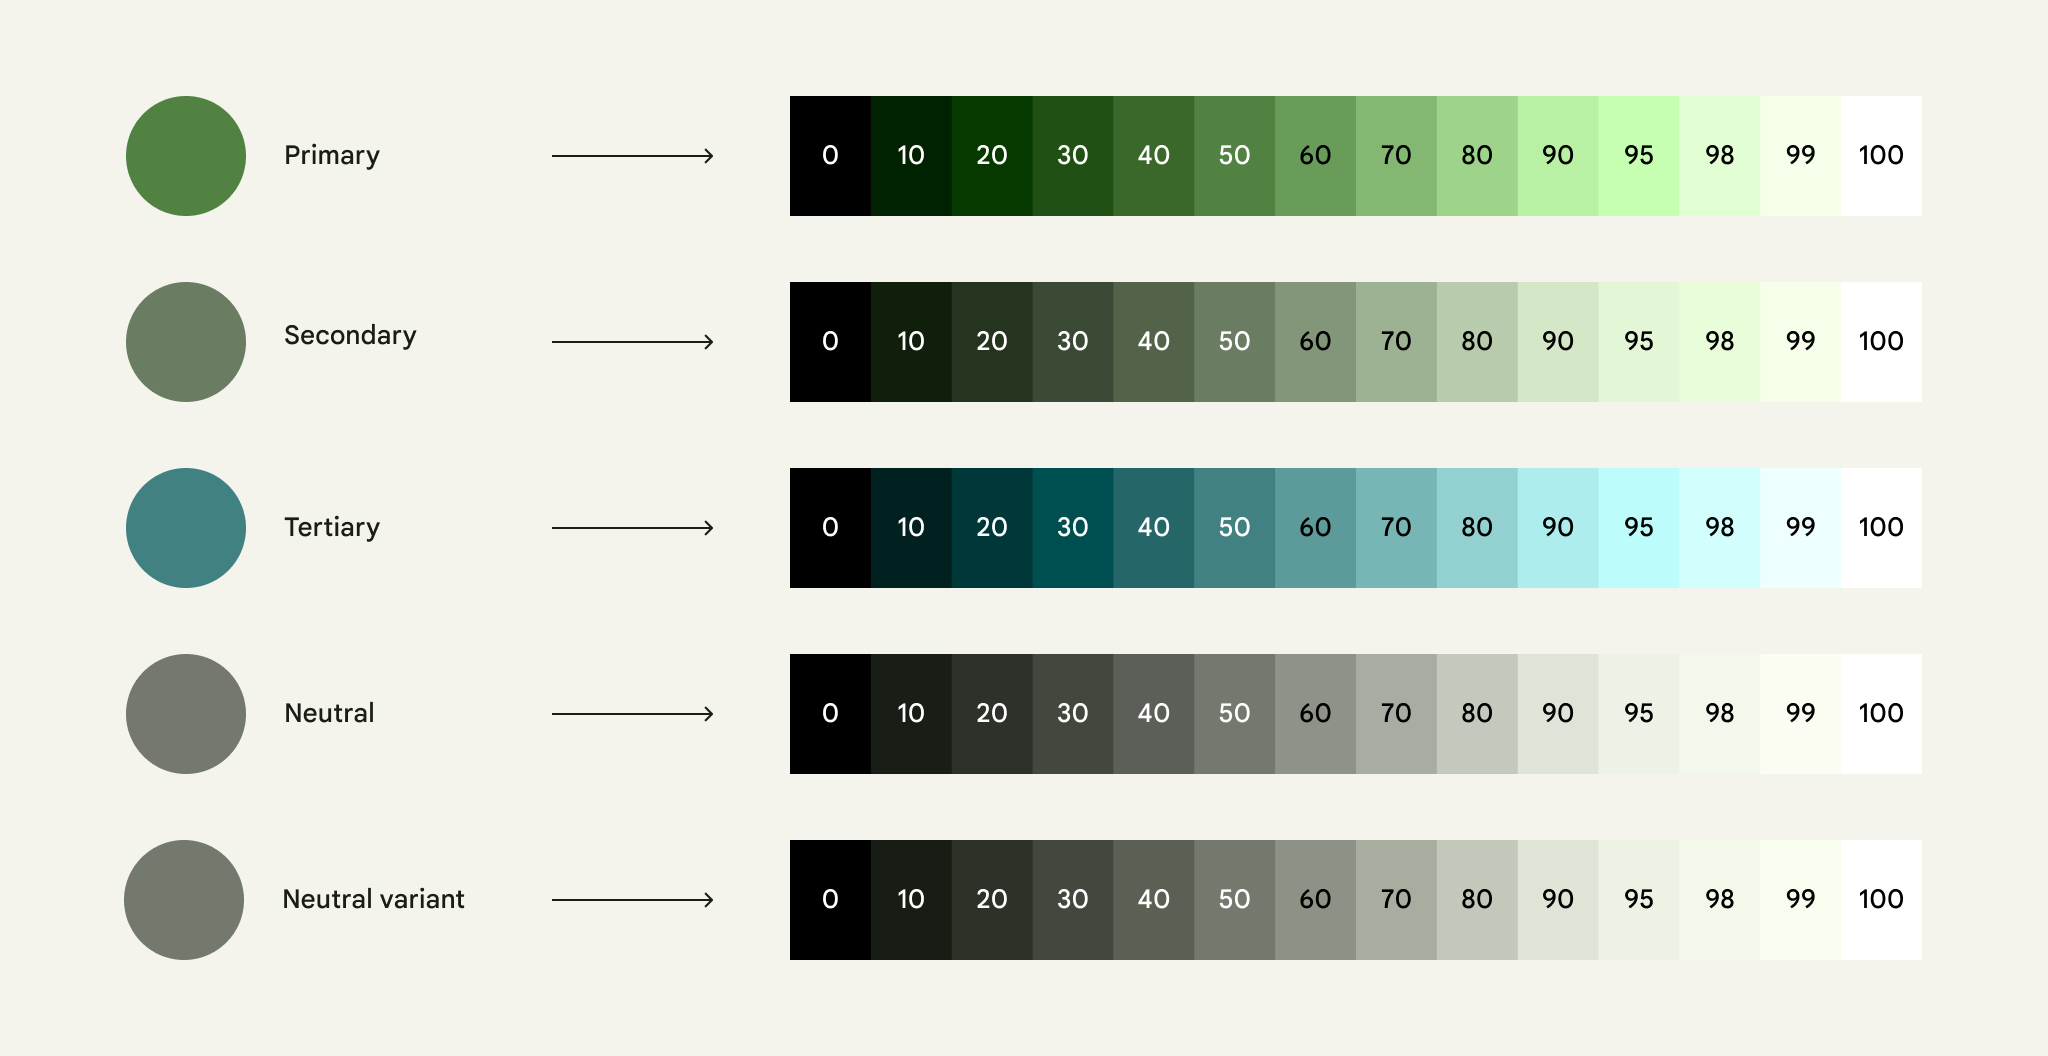 Primary 0 10 20 30 40 50 60 70 80 90 95 98 99 100
Secondary 0 10 20 30 40 50 60 70 80 90 95 98 99 100
Tertiary 0 10 20 30 40 50 60 70 80 90 95 98 99 100
Neutral 0 10 20 30 40 50 60 70 80 90 95 98 99 100
Neutral variant 0 10 20 30 40 50 60 70 80 90 95 98 99 100